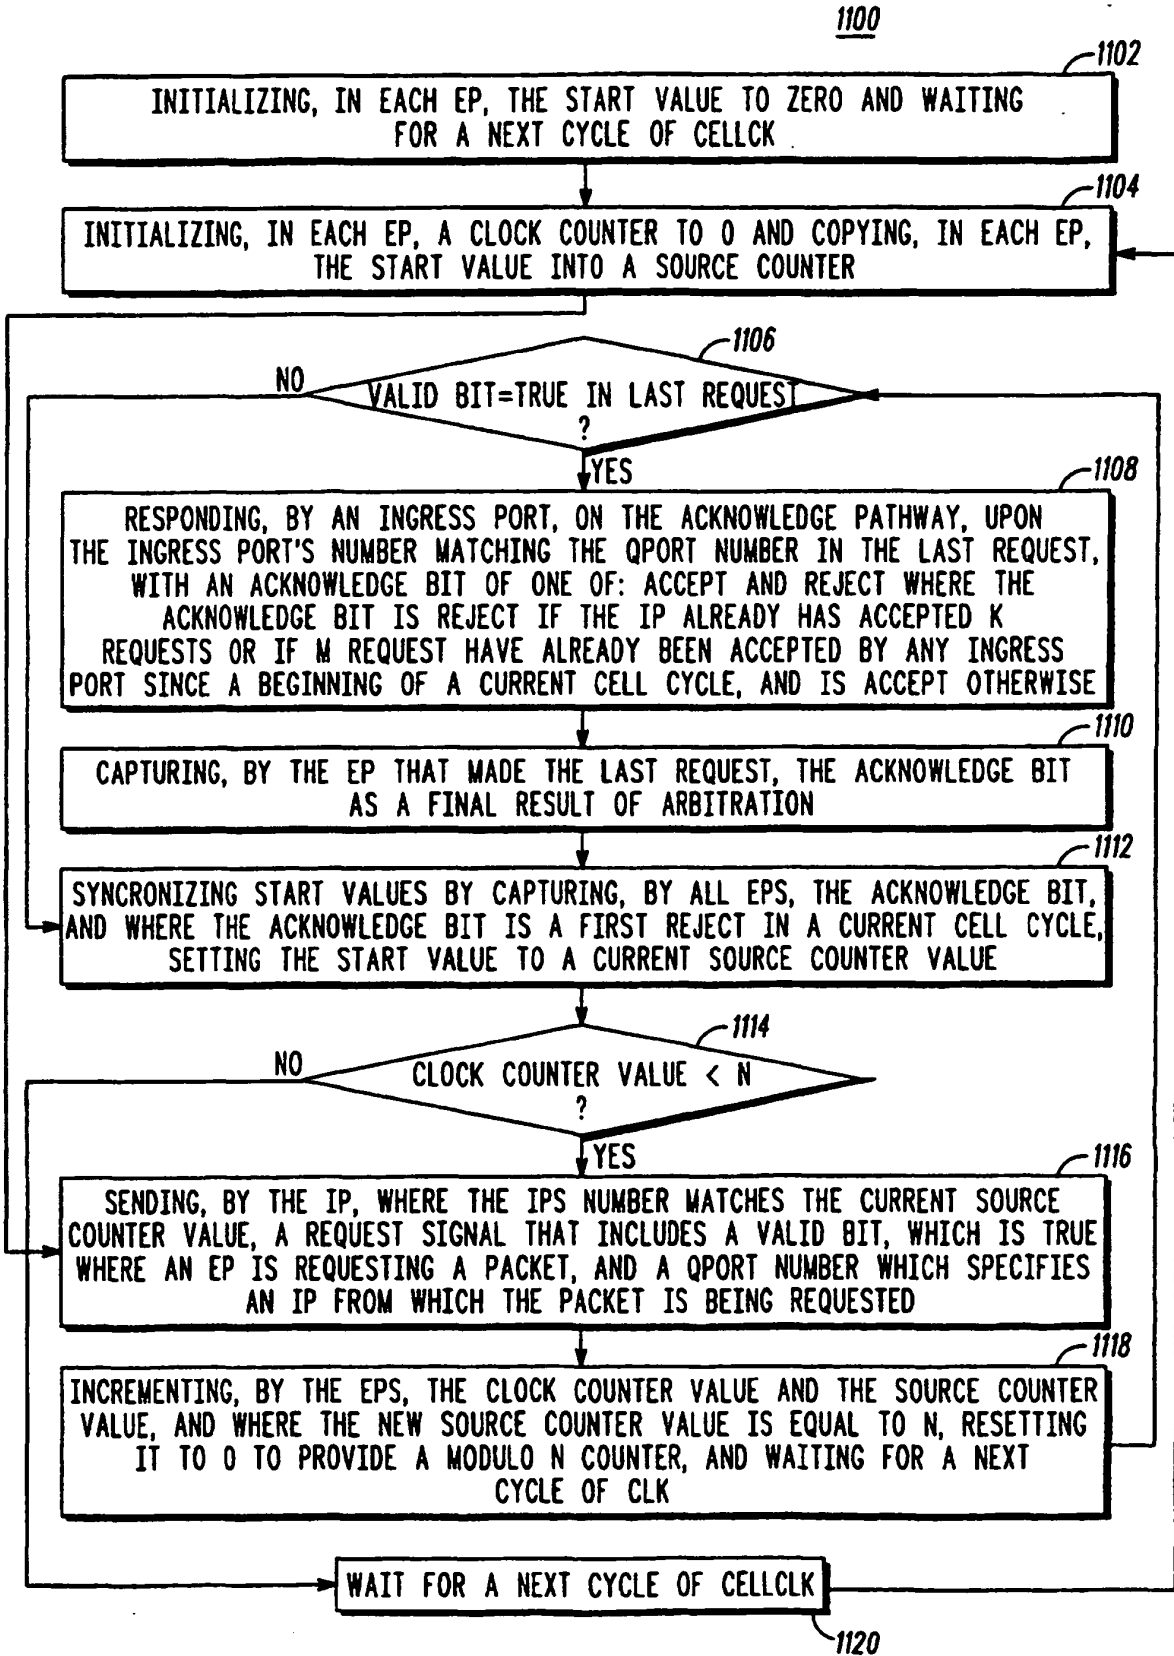 1100
1102
INITIALIZING, IN EACH EP, THE START VALUE TO ZERO AND WAITING
FOR A NEXT CYCLE OF CELLCK
1104
INITIALIZING, IN EACH EP, A CLOCK COUNTER TO 0 AND COPYING, IN EACH EP,
THE START VALUE INTO A SOURCE COUNTER
1106
NO
VALID BIT=TRUE IN LAST REQUEST
?
YES
1108
RESPONDING, BY AN INGRESS PORT, ON THE ACKNOWLEDGE PATHWAY, UPON
THE INGRESS PORT'S NUMBER MATCHING THE QPORT NUMBER IN THE LAST REQUEST,
WITH AN ACKNOWLEDGE BIT OF ONE OF: ACCEPT AND REJECT WHERE THE
ACKNOWLEDGE BIT IS REJECT IF THE IP ALREADY HAS ACCEPTED K
REQUESTS OR IF M REQUEST HAVE ALREADY BEEN ACCEPTED BY ANY INGRESS
PORT SINCE A BEGINNING OF A CURRENT CELL CYCLE, AND IS ACCEPT OTHERWISE
1110
CAPTURING, BY THE EP THAT MADE THE LAST REQUEST, THE ACKNOWLEDGE BIT
AS A FINAL RESULT OF ARBITRATION
1112
SYNCRONIZING START VALUES BY CAPTURING, BY ALL EPS, THE ACKNOWLEDGE BIT,
AND WHERE THE ACKNOWLEDGE BIT IS A FIRST REJECT IN A CURRENT CELL CYCLE,
SETTING THE START VALUE TO A CURRENT SOURCE COUNTER VALUE
1114
NO
CLOCK COUNTER VALUE < N
?
YES
1116
SENDING, BY THE IP, WHERE THE IPS NUMBER MATCHES THE CURRENT SOURCE
COUNTER VALUE, A REQUEST SIGNAL THAT INCLUDES A VALID BIT, WHICH IS TRUE
WHERE AN EP IS REQUESTING A PACKET, AND A QPORT NUMBER WHICH SPECIFIES
AN IP FROM WHICH THE PACKET IS BEING REQUESTED
1118
INCREMENTING, BY THE EPS, THE CLOCK COUNTER VALUE AND THE SOURCE COUNTER
VALUE, AND WHERE THE NEW SOURCE COUNTER VALUE IS EQUAL TO N, RESETTING
IT TO 0 TO PROVIDE A MODULO N COUNTER, AND WAITING FOR A NEXT
CYCLE OF CLK
WAIT FOR A NEXT CYCLE OF CELLCLK
1120